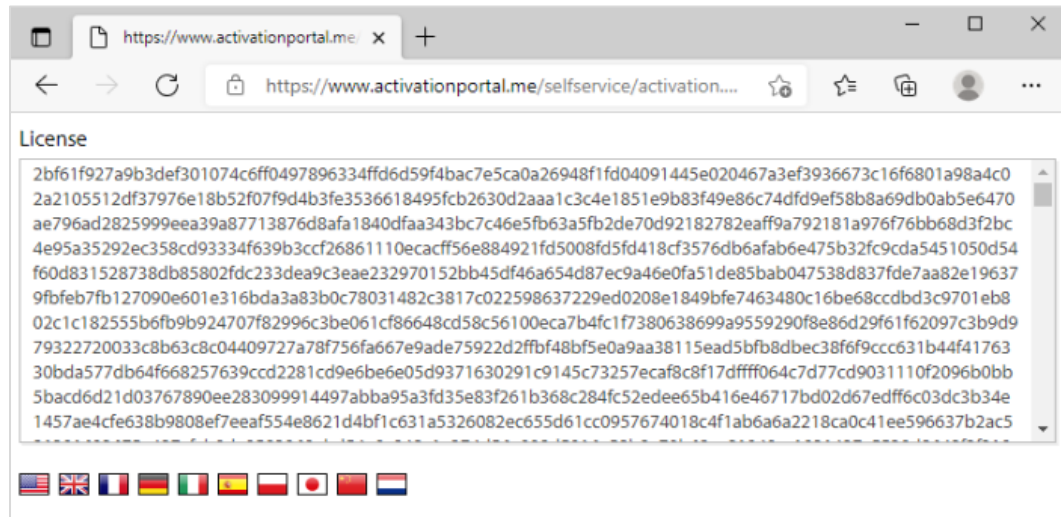 https://www.activationportal.me/
https://www.activationportal.me/selfservice/activation....
License
2bf61f927a9b3def301074c6ff0497896334ffd6d59f4bac7e5ca0a26948f1fd04091445e020467a3ef3936673c16f6801a98a4c0
2a2105512df37976e18b52f07f9d4b3fe3536618495fcb2630d2aaa1c3c4e1851e9b83f49e86c74dfd9ef58b8a69db0ab5e6470
ae796ad2825999eea39a87713876d8afa1840dfaa343bc7c46e5fb63a5fb2de70d92182782eaff9a792181a976f76bb68d3f2bc
4e95a35292ec358cd93334f639b3ccf26861110ecacff56e884921fd5008fd5fd418cf3576db6afab6e475b32fc9cda5451050d54
f60d831528738db85802fdc233dea9c3eae232970152bb45df46a654d87ec9a46e0fa51de85bab047538d837fde7aa82e19637
9fbfeb7fb127090e601e316bda3a83b0c78031482c3817c022598637229ed0208e1849bfe7463480c16be68ccdbd3c9701eb8
02c1c182555b6fb9b924707f82996c3be061cf86648cd58c56100eca7b4fc1f7380638699a9559290f8e86d29f61f62097c3b9d9
79322720033c8b63c8c04409727a78f756fa667e9ade75922d2ffbf48bf5e0a9aa38115ead5bfb8dbec38f6f9ccc631b44f41763
30bda577db64f668257639ccd2281cd9e6be6e05d9371630291c9145c73257ecaf8c8f17dffff064c7d77cd9031110f2096b0bb
5bacd6d21d03767890ee283099914497abba95a3fd35e83f261b368c284fc52edee65b416e46717bd02d67edff6c03dc3b34e
1457ae4cfe638b9808ef7eeaf554e8621d4bf1c631a5326082ec655d61cc0957674018c4f1ab6a6a2218ca0c41ee596637b2ac5